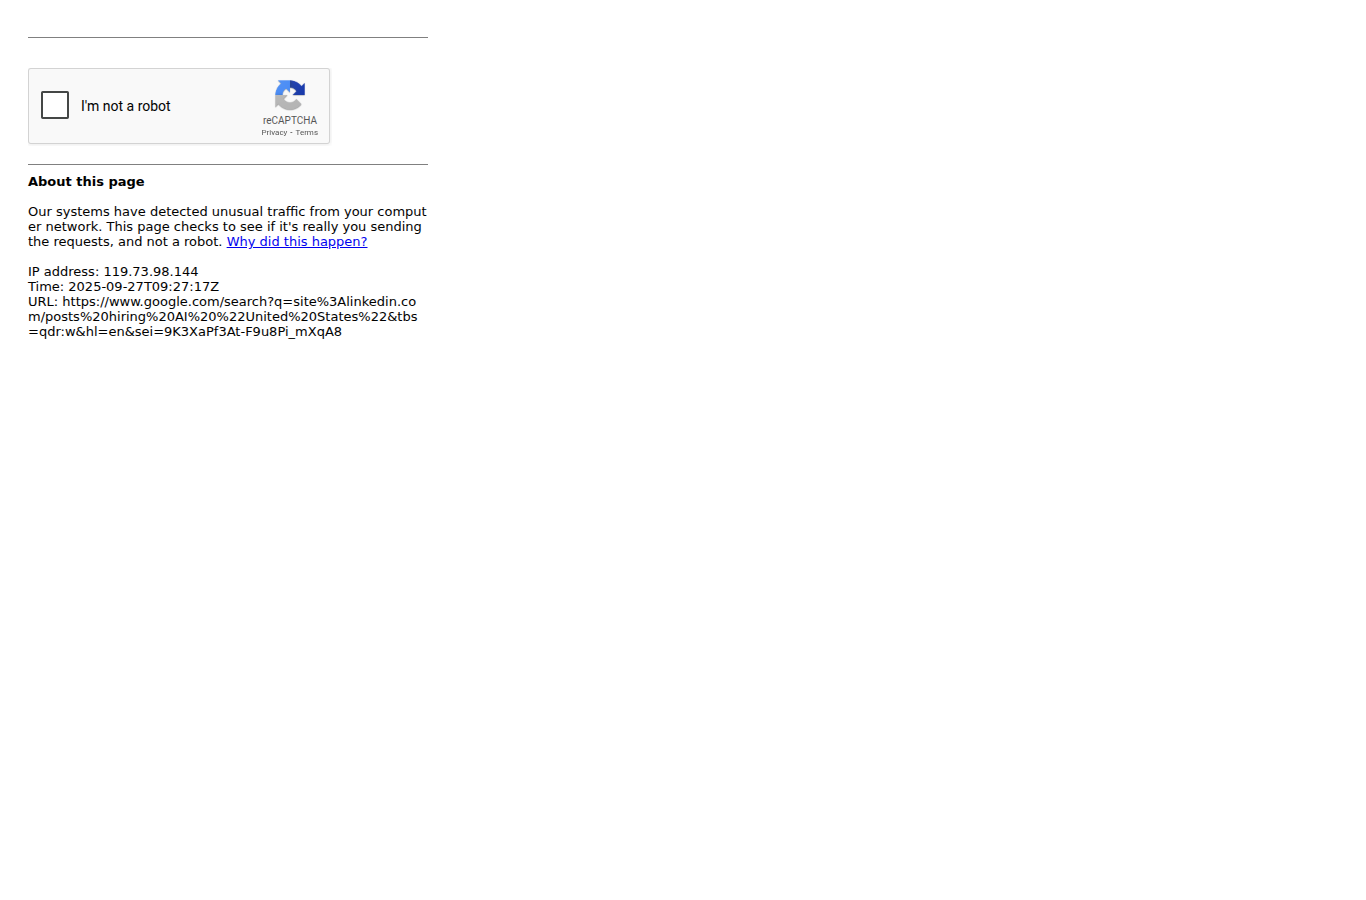 I'm not a robot
reCAPTCHA
Privacy - Terms
About this page
Our systems have detected unusual traffic from your comput
er network. This page checks to see if it's really you sending
the requests, and not a robot. Why did this happen?
IP address: 119.73.98.144
Time: 2025-09-27T09:27:17Z
URL: https://www.google.com/search?q=site%3Alinkedin.co
m/posts%20hiring%20AI%20%22United%20States%22&tbs
=qdr:w&hl=en&sei=9K3XaPf3At-F9u8Pi_mXqA8